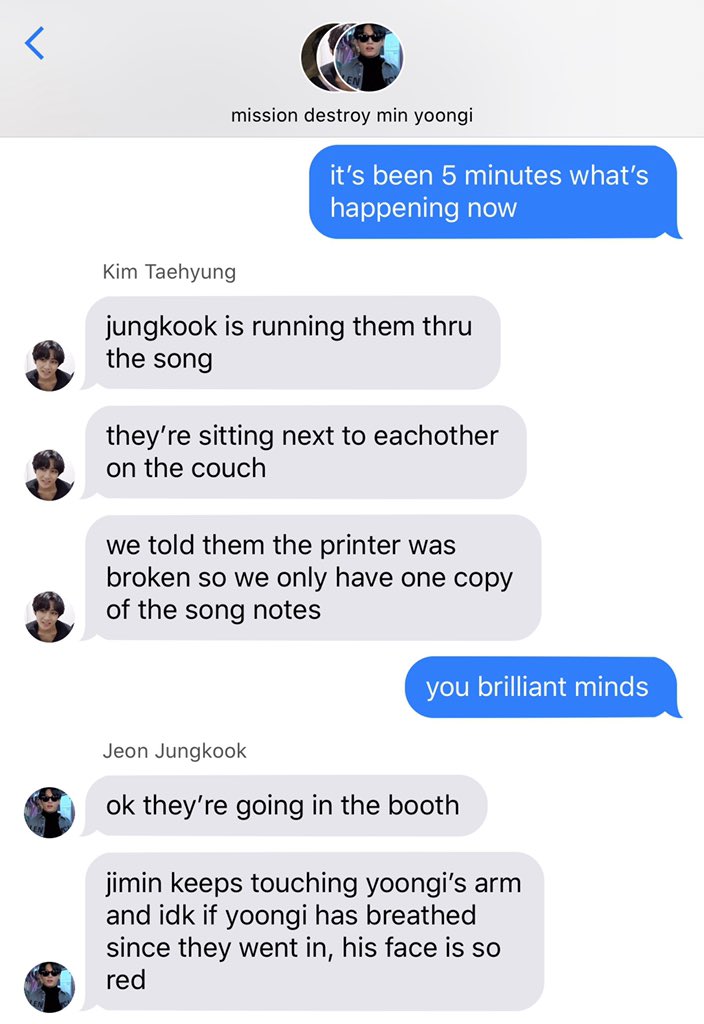 mission destroy min yoongi
it’s been 5 minutes what’s
happening now
Kim Taehyung
jungkook is running them thru
the song
they’re sitting next to eachother
on the couch
we told them the printer was
broken so we only have one copy
of the song notes
you brilliant minds
Jeon Jungkook
ok they’re going in the booth
jimin keeps touching yoongi’s arm
and idk if yoongi has breathed
since they went in, his face is so
red